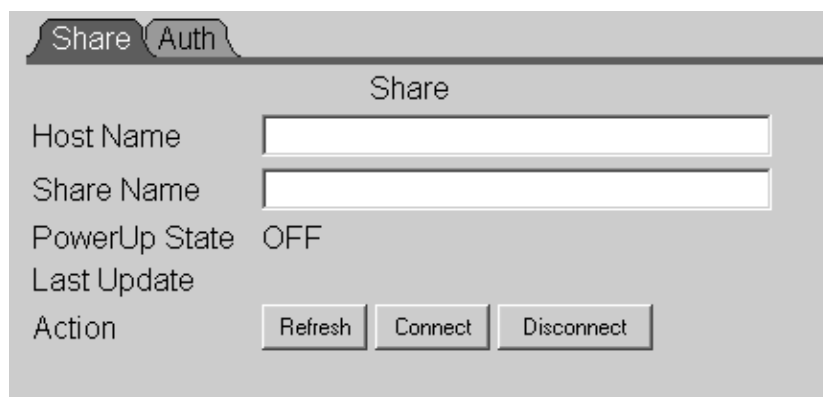 Share Auth
Share
Host Name
Share Name
PowerUp State OFF
Last Update
Action Refresh Connect Disconnect